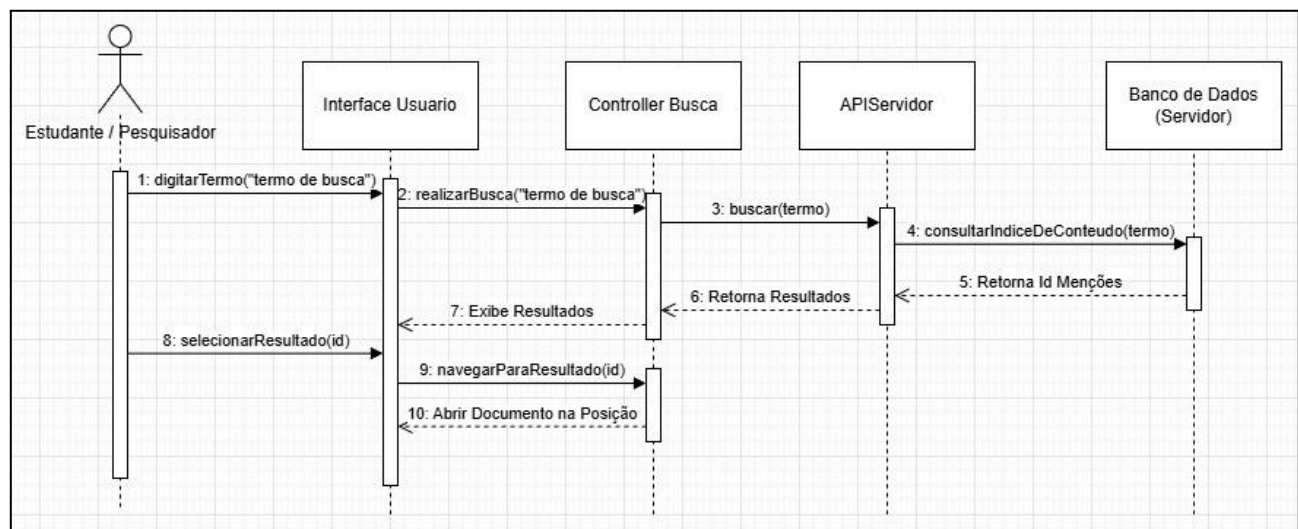 Estudante / Pesquisador
Interface Usuario
Controller Busca
APIServidor
Banco de Dados
(Servidor)
1: digitarTermo("termo de busca")
2: realizarBusca("termo de busca")
3: buscar(termo)
4: consultarIndiceDeConteudo(termo)
5: Retorna Id Menções
6: Retorna Resultados
7: Exibe Resultados
8: selecionarResultado(id)
9: navegarParaResultado(id)
10: Abrir Documento na Posição